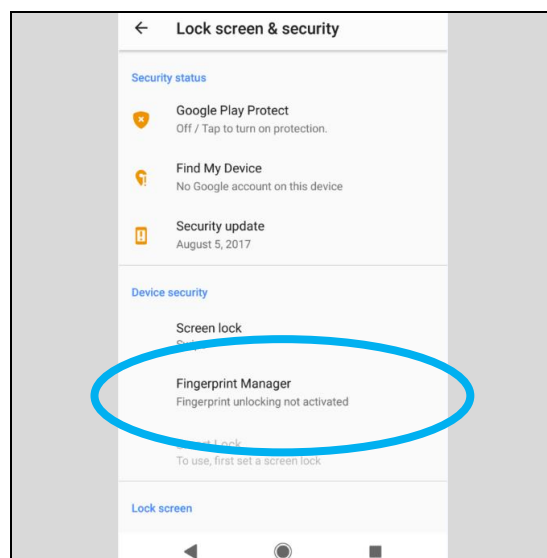 Lock screen & security
Security status
Google Play Protect
Off / Tap to turn on protection.
Find My Device
No Google account on this device
Security update
August 5, 2017
Device security
Screen lock
Fingerprint Manager
Fingerprint unlocking not activated
Lock
To use, first set a screen lock
Lock screen